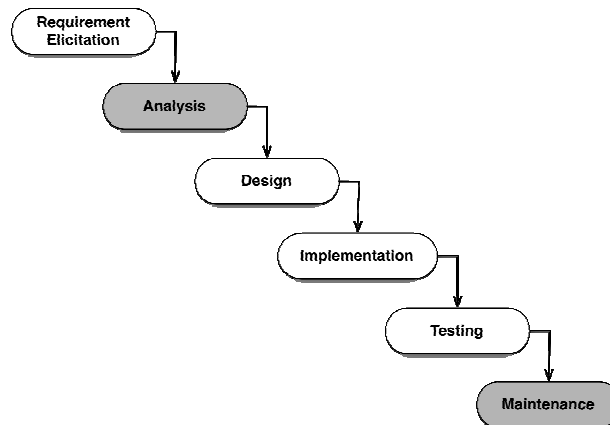 Requirement
Elicitation
Analysis
Design
Implementation
Testing
Maintenance